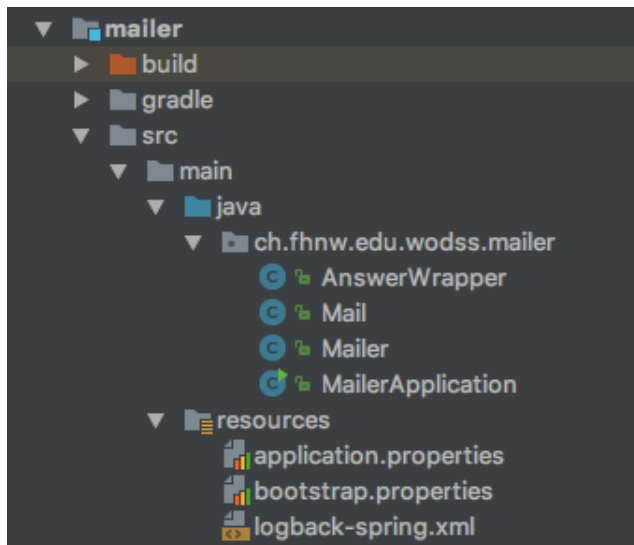 mailer
build
gradle
src
main
java
ch.fhnw.edu.wodss.mailer
AnswerWrapper
Mail
Mailer
MailerApplication
resources
application.properties
bootstrap.properties
logback-spring.xml